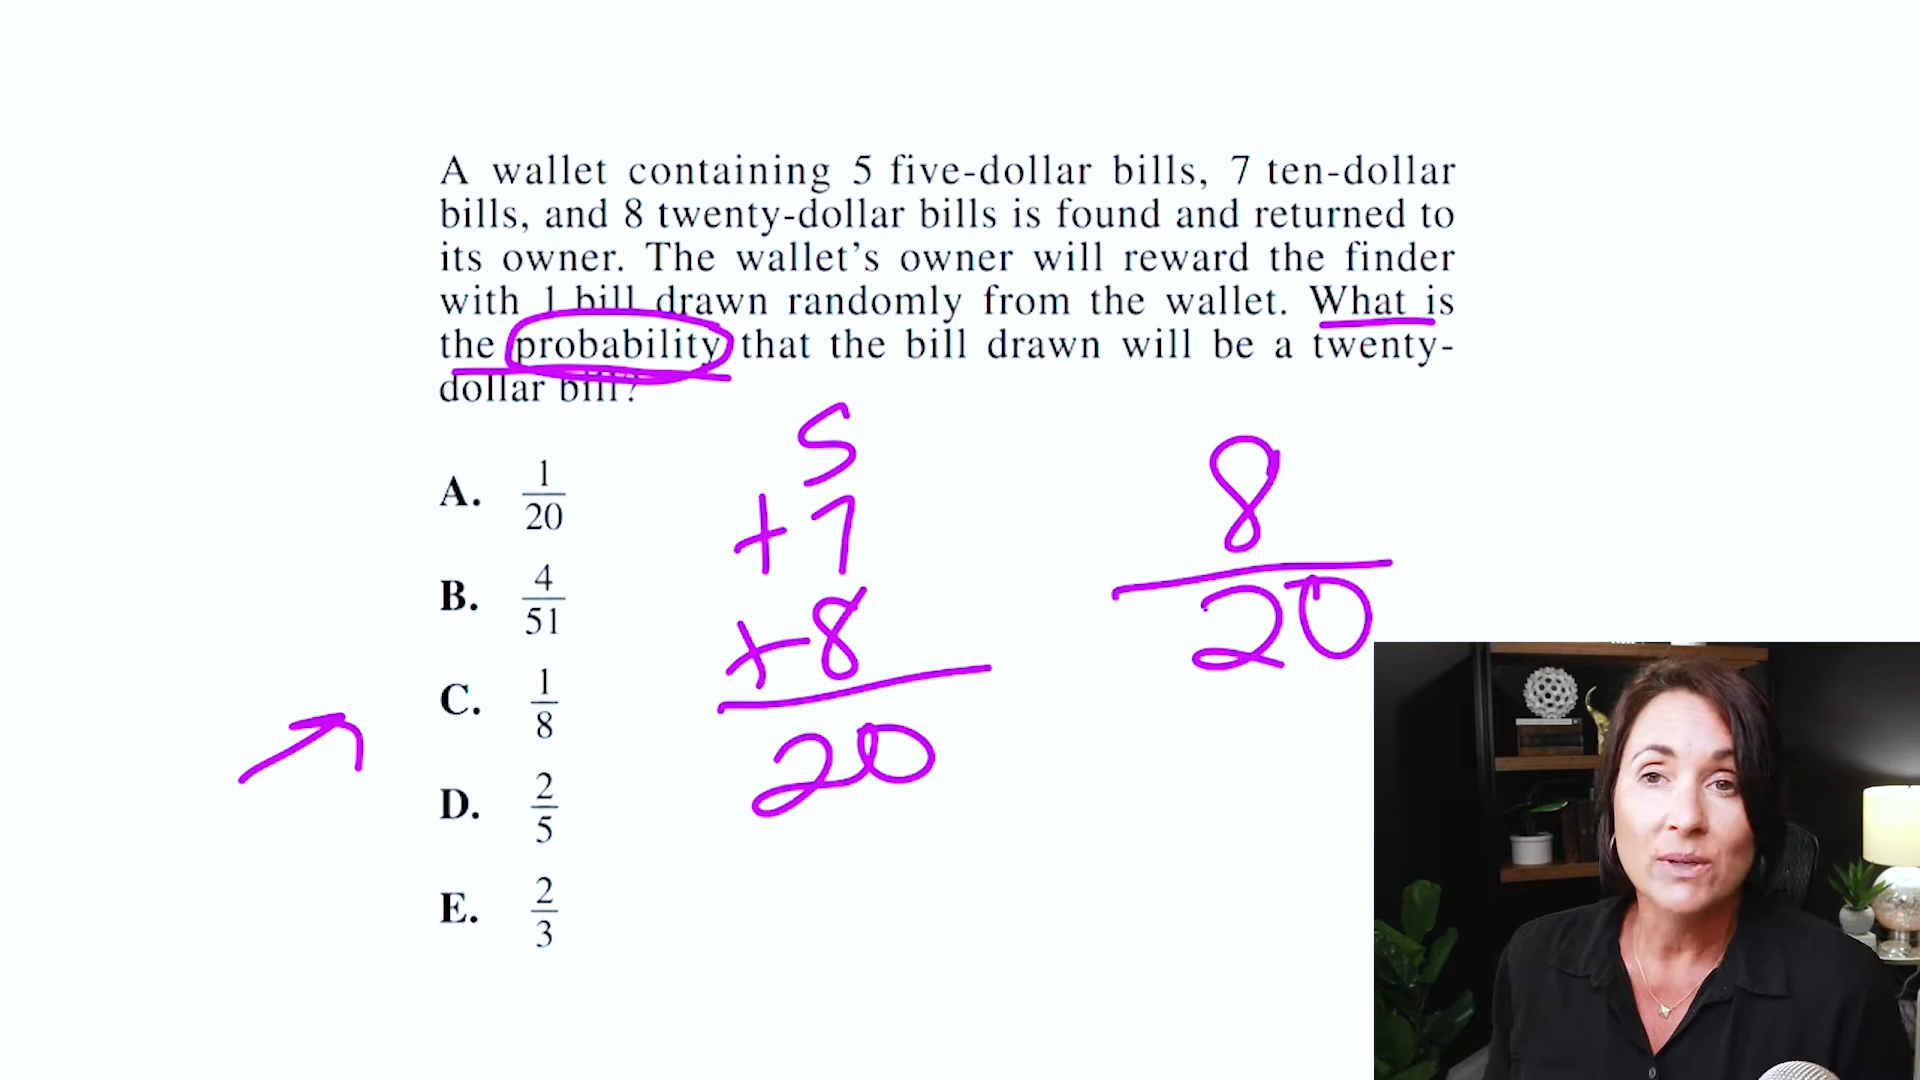 A wallet containing 5 five-dollar bills, 7 ten-dollar
bills, and 8 twenty-dollar bills is found and returned to
its owner. The wallet’s owner will reward the finder
with 1 bill drawn randomly from the wallet. What is
the probability that the bill drawn will be a twenty-
dollar bill?
A. 1/20
B. 4/51
C. 1/8
D. 2/5
E. 2/3
5
+7
+8
20
8
20